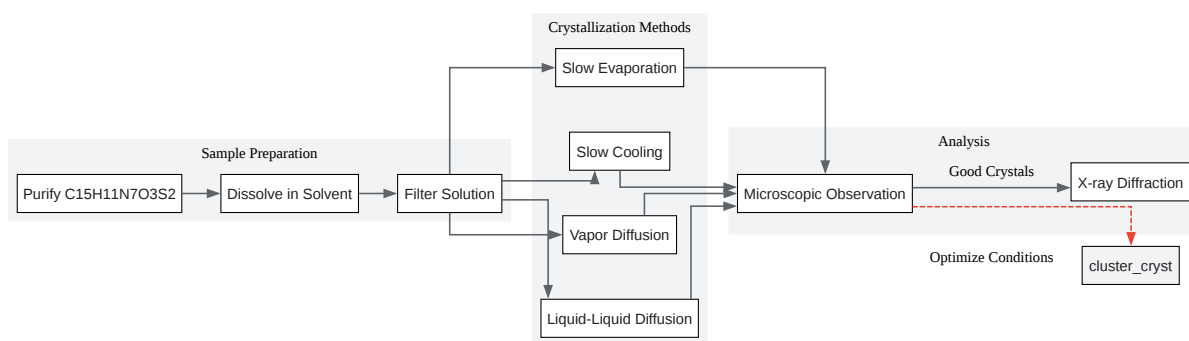 Crystallization Methods
Slow Evaporation
Slow Cooling
Vapor Diffusion
Liquid-Liquid Diffusion
Sample Preparation
Purify C15H11N7O3S2
Dissolve in Solvent
Filter Solution
Analysis
Microscopic Observation
Good Crystals
X-ray Diffraction
Optimize Conditions
cluster_cryst